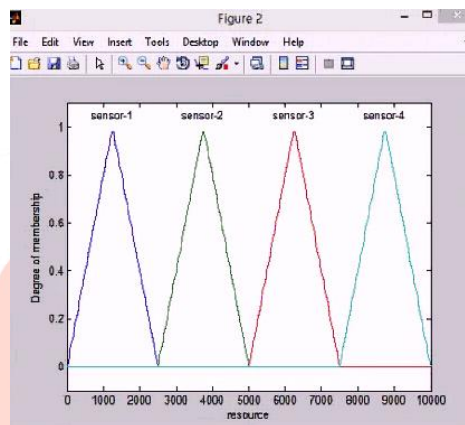 Figure 2
File Edit View Insert Tools Desktop Window Help
sensor-1 sensor-2 sensor-3 sensor-4
1
0.8
0.6
0.4
0.2
0
Degree of membership
0 1000 2000 3000 4000 5000 6000 7000 8000 9000 10000
resource